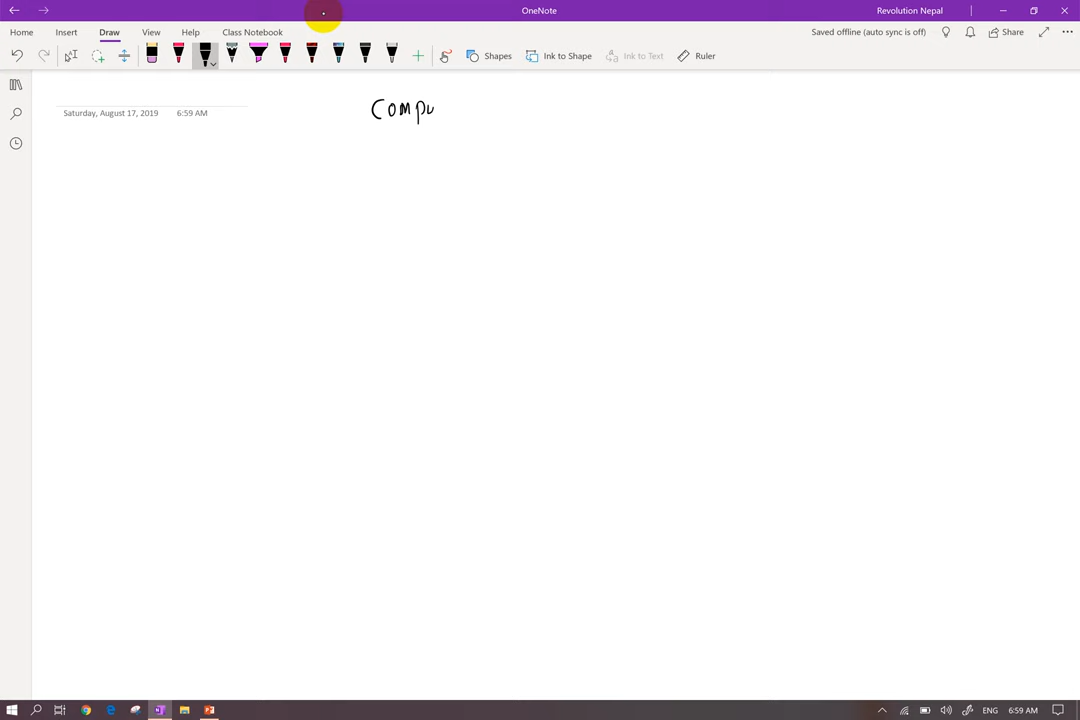 OneNote
Revolution Nepal
Home Insert Draw View Help Class Notebook
Saved offline (auto sync is off) Share
Shapes Ink to Shape Ink to Text Ruler
Saturday, August 17, 2019 6:59 AM
Compu
ENG 6:59 AM